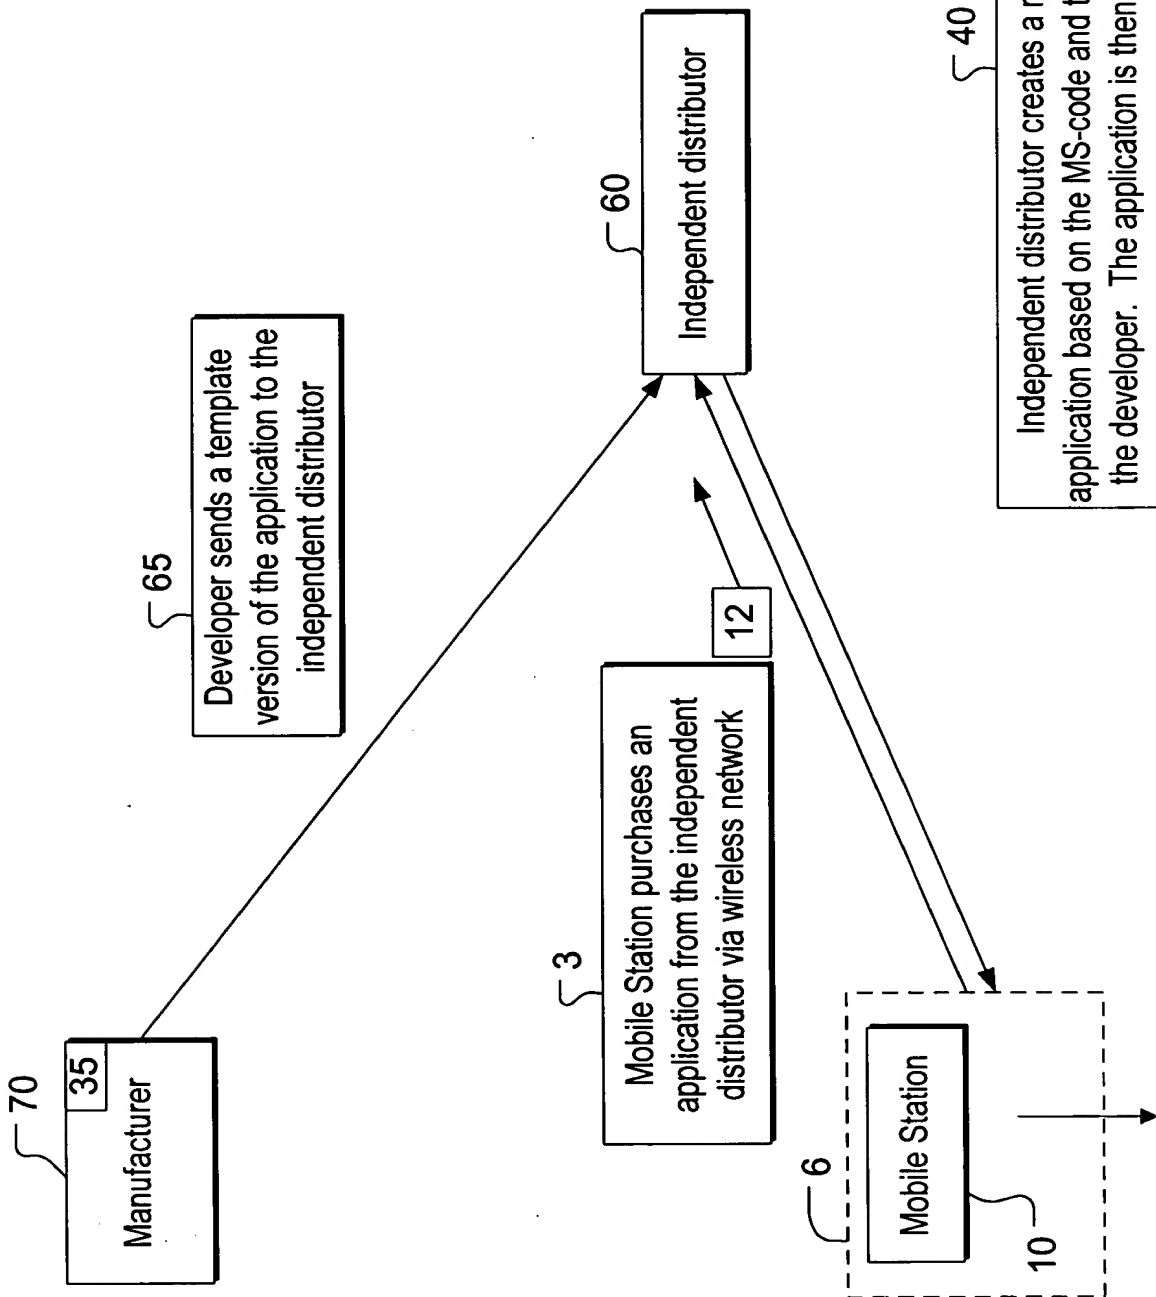 70
35
Manufacturer
65
Developer sends a template
version of the application to the
independent distributor
3
Mobile Station purchases an
application from the independent
distributor via wireless network
12
60
Independent distributor
6
Mobile Station
10
40
Independent distributor creates a
application based on the MS-code and
the developer. The application is then